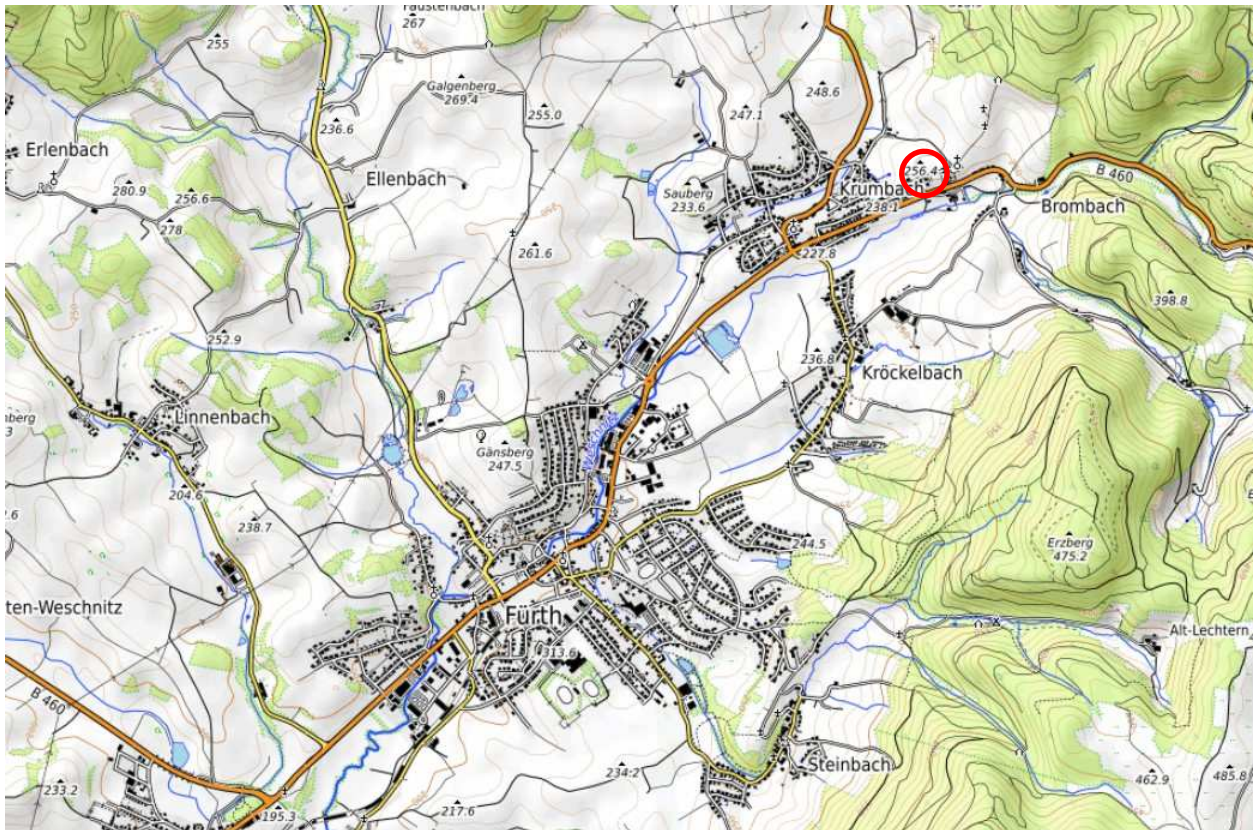 Faustenbach
267
255
Galgenberg
269.4
255.0
248.6
247.1
236.6
Erlenbach
Ellenbach
280.9
256.6
278
Sauberg
233.6
256.4
Krumbach
238.1
B 460
Brombach
261.6
227.8
398.8
252.9
236.8
Kröckelbach
Linnenbach
Gänsberg
247.5
Weschnitz
204.6
238.7
244.5
Erzberg
475.2
ten-Weschnitz
Fürth
313.6
Alt-Lechtern
B 460
Steinbach
234.2
233.2
195.3
217.6
462.9
485.8